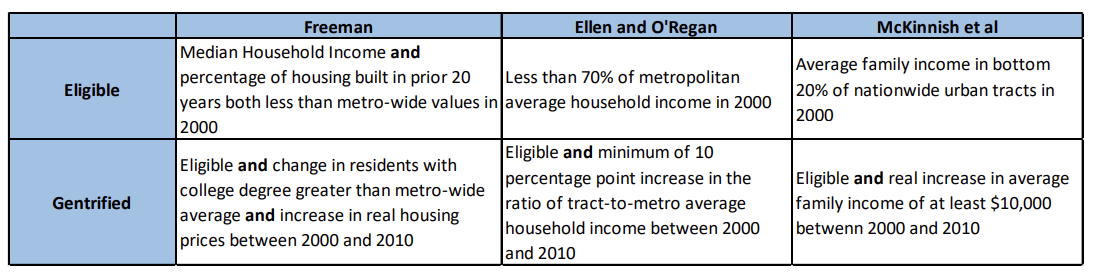 Freeman
Ellen and O'Regan
McKinnish et al
Eligible
Median Household Income and
percentage of housing built in prior 20
years both less than metro-wide values in
2000
Less than 70% of metropolitan
average household income in 2000
Average family income in bottom
20% of nationwide urban tracts in
2000
Gentrified
Eligible and change in residents with
college degree greater than metro-wide
average and increase in real housing
prices between 2000 and 2010
Eligible and minimum of 10
percentage point increase in the
ratio of tract-to-metro average
household income between 2000
and 2010
Eligible and real increase in average
family income of at least $10,000
betwenn 2000 and 2010